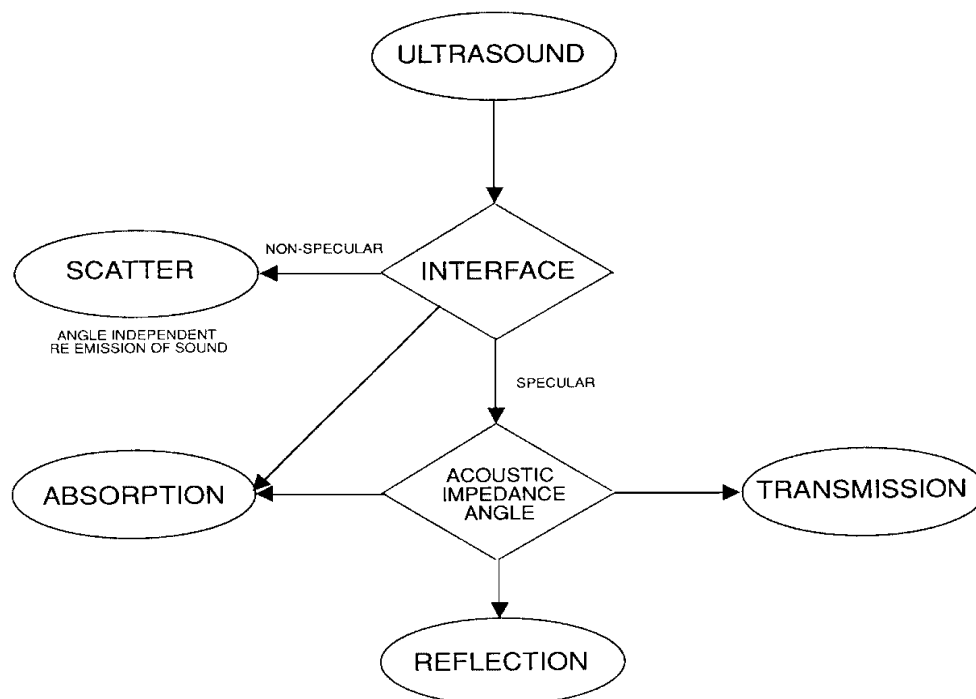 ULTRASOUND
NON-SPECULAR
SCATTER
INTERFACE
ANGLE INDEPENDENT
RE EMISSION OF SOUND
SPECULAR
ABSORPTION
ACOUSTIC
IMPEDANCE
ANGLE
TRANSMISSION
REFLECTION